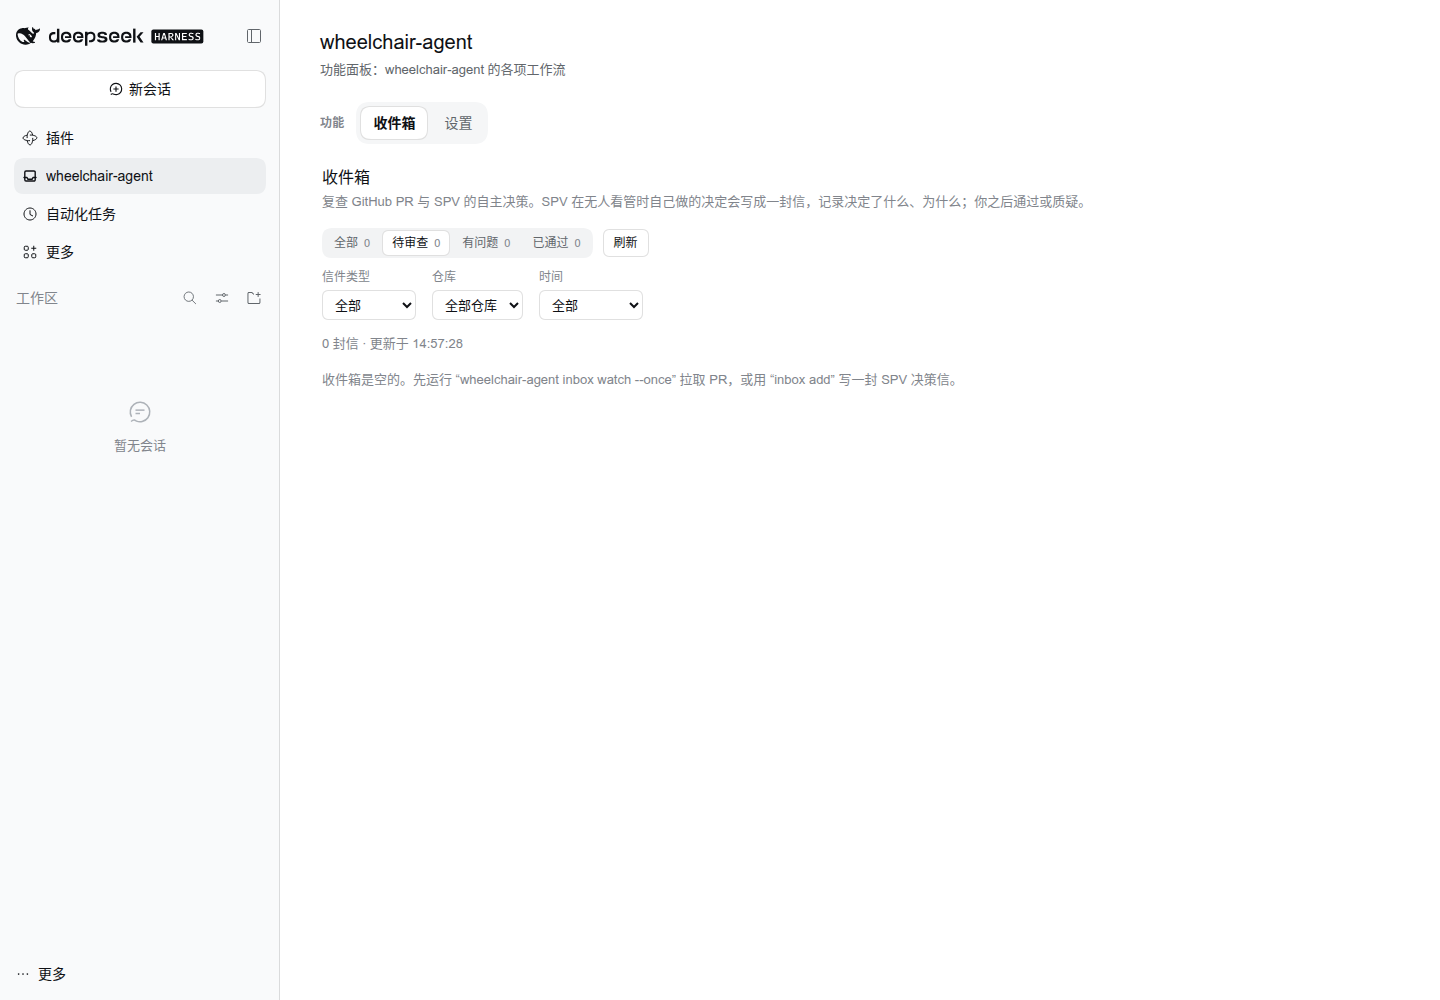 deepseek HARNESS
新会话
插件
wheelchair-agent
自动化任务
更多
工作区
暂无会话
更多
wheelchair-agent
功能面板：wheelchair-agent 的各项工作流
功能 收件箱 设置
收件箱
复查 GitHub PR 与 SPV 的自主决策。SPV 在无人看管时自己做的决定会写成一封信，记录决定了什么、为什么；你之后通过或质疑。
全部 0 待审查 0 有问题 0 已通过 0 刷新
信件类型 仓库 时间
全部 全部仓库 全部
0 封信 · 更新于 14:57:28
收件箱是空的。先运行 “wheelchair-agent inbox watch --once” 拉取 PR，或用 “inbox add” 写一封 SPV 决策信。